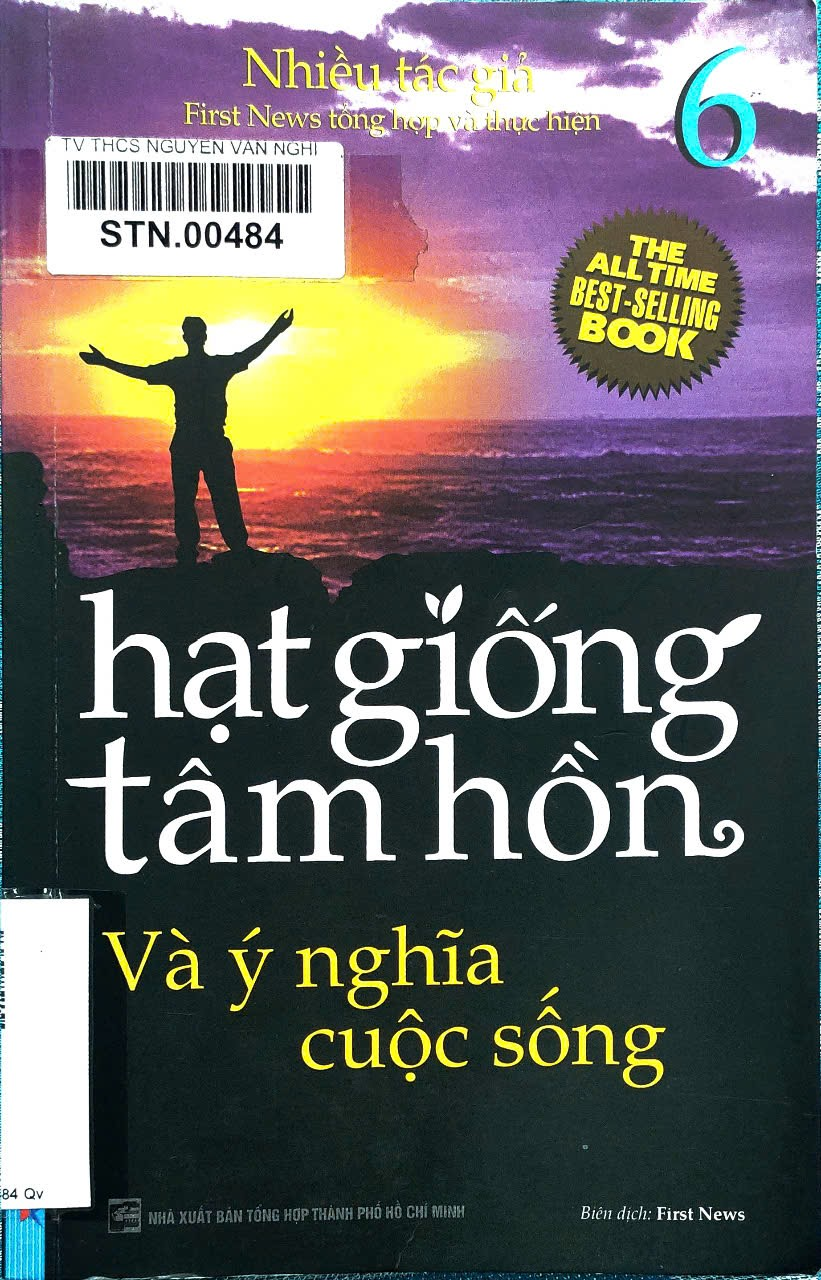 Nhiều tác giả
First News tổng hợp và thực hiện
6
TV THCS NGUYEN VAN NGHI
STN.00484
THE
ALL TIME
BEST-SELLING
BOOK
hạt giống
tâm hồn
Và ý nghĩa
cuộc sống
84 Qv
NHÀ XUẤT BẢN TỔNG HỢP THÀNH PHỐ HỒ CHÍ MINH
Biên dịch: First News